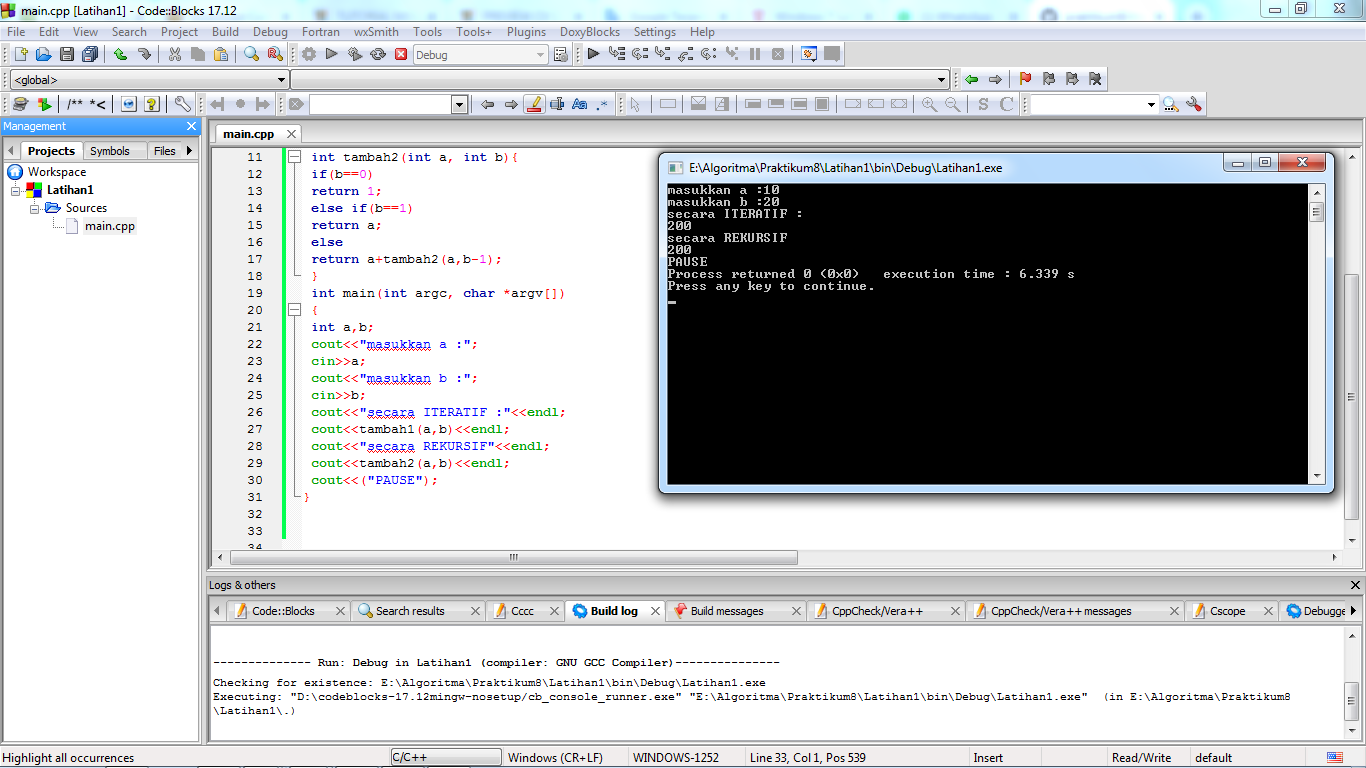 main.cpp [Latihan1] - Code::Blocks 17.12
File Edit View Search Project Build Debug Fortran wxSmith Tools Tools+ Plugins DoxyBlocks Settings Help
Debug
<global>
/** *<
Aa .*
S C
Management
Projects Symbols Files
Workspace
Latihan1
Sources
main.cpp
main.cpp
11 int tambah2(int a, int b){
12 if(b==0)
13 return 1;
14 else if(b==1)
15 return a;
16 else
17 return a+tambah2(a,b-1);
18 }
19 int main(int argc, char *argv[])
20 {
21 int a,b;
22 cout<<"masukkan a :";
23 cin>>a;
24 cout<<"masukkan b :";
25 cin>>b;
26 cout<<"secara ITERATIF :"<<endl;
27 cout<<tambah1(a,b)<<endl;
28 cout<<"secara REKURSIF"<<endl;
29 cout<<tambah2(a,b)<<endl;
30 cout<<("PAUSE");
31 }
32
33
34
E:\Algoritma\Praktikum8\Latihan1\bin\Debug\Latihan1.exe
masukkan a :10
masukkan b :20
secara ITERATIF :
200
secara REKURSIF
200
PAUSE
Process returned 0 (0x0)   execution time : 6.339 s
Press any key to continue.
Logs & others
Code::Blocks Search results Cccc Build log Build messages CppCheck/Vera++ CppCheck/Vera++ messages Cscope Debugge
-------------- Run: Debug in Latihan1 (compiler: GNU GCC Compiler)---------------
Checking for existence: E:\Algoritma\Praktikum8\Latihan1\bin\Debug\Latihan1.exe
Executing: "D:\codeblocks-17.12mingw-nosetup/cb_console_runner.exe" "E:\Algoritma\Praktikum8\Latihan1\bin\Debug\Latihan1.exe"  (in E:\Algoritma\Praktikum8
\Latihan1\.)
Highlight all occurrences C/C++ Windows (CR+LF) WINDOWS-1252 Line 33, Col 1, Pos 539 Insert Read/Write default